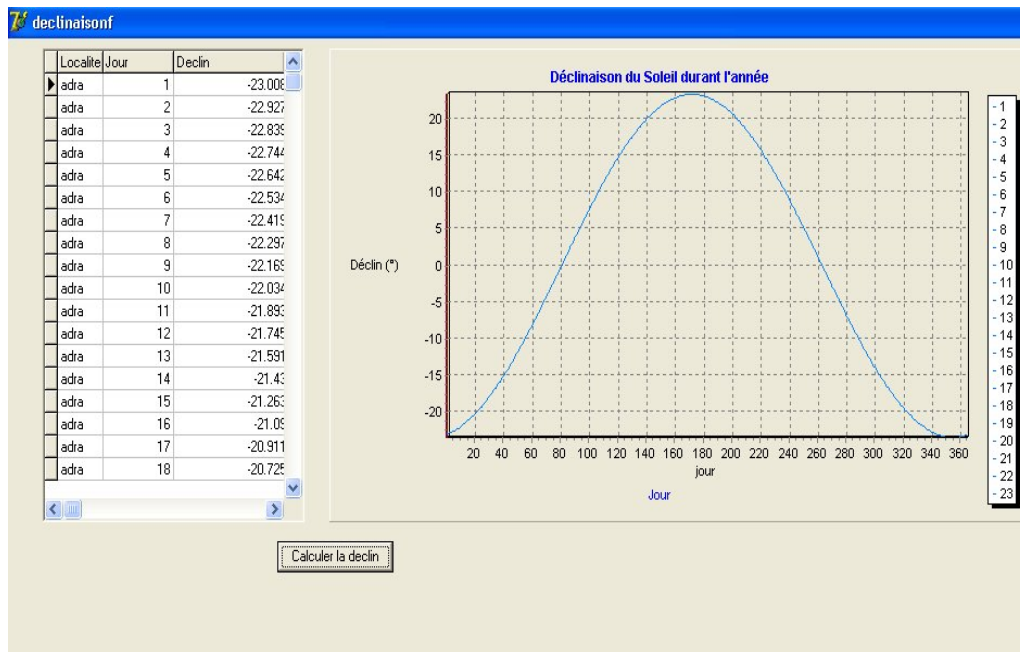 declinaisonf
Localite Jour Declin
adra 1 -23.008
adra 2 -22.927
adra 3 -22.839
adra 4 -22.744
adra 5 -22.642
adra 6 -22.534
adra 7 -22.419
adra 8 -22.297
adra 9 -22.169
adra 10 -22.034
adra 11 -21.893
adra 12 -21.745
adra 13 -21.591
adra 14 -21.43
adra 15 -21.263
adra 16 -21.09
adra 17 -20.911
adra 18 -20.725
Déclinaison du Soleil durant l'année
20
15
10
5
Déclin (°) 0
-5
-10
-15
-20
20 40 60 80 100 120 140 160 180 200 220 240 260 280 300 320 340 360
jour
Jour
- 1
- 2
- 3
- 4
- 5
- 6
- 7
- 8
- 9
- 10
- 11
- 12
- 13
- 14
- 15
- 16
- 17
- 18
- 19
- 20
- 21
- 22
- 23
Calculer la declin